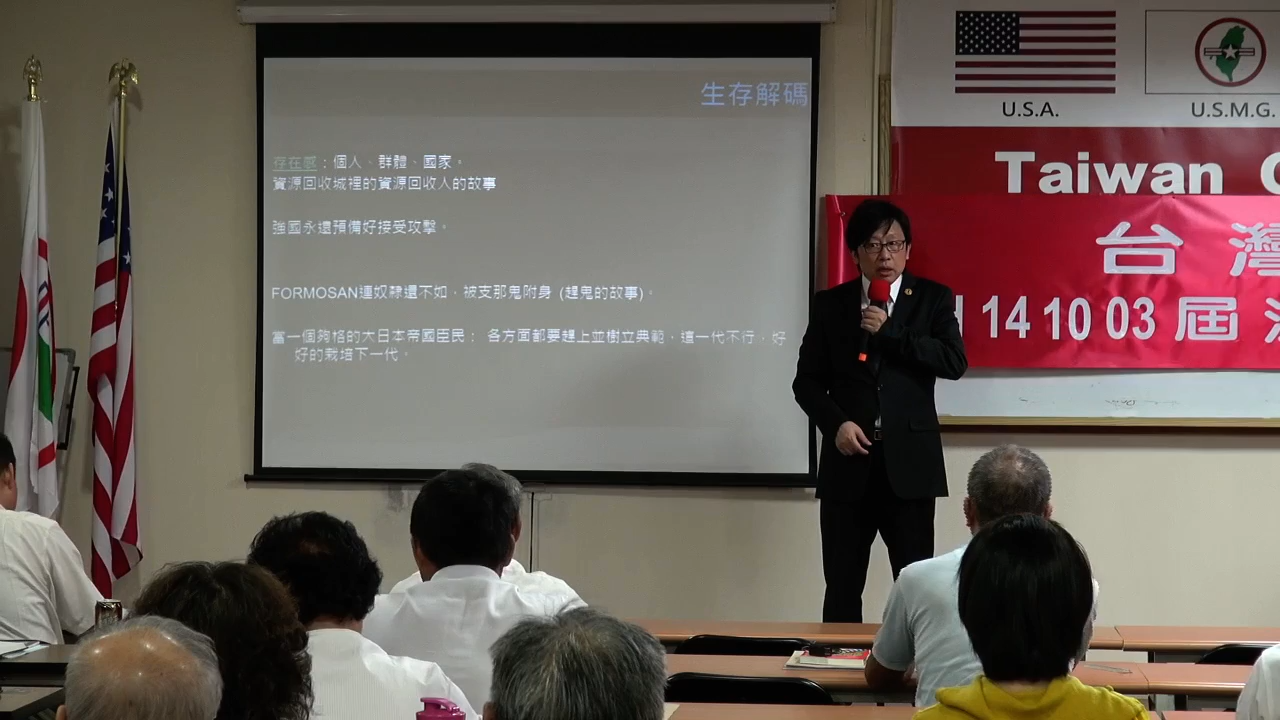 生存解碼
存在感：個人、群體、國家。
資源回收城裡的資源回收人的故事
強國永遠預備好接受攻擊。
FORMOSAN連奴隸還不如、被支那鬼附身 (趕鬼的故事)。
當一個夠格的大日本帝國臣民： 各方面都要趕上並樹立典範、這一代不行，好
好的栽培下一代。
U.S.A.
U.S.M.G.
Taiwan
台灣
14 10 03 屆